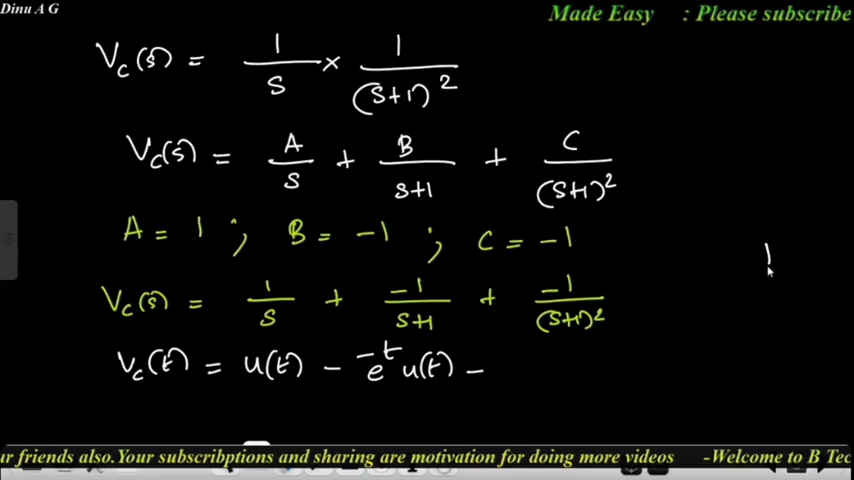 Dinu A G
Made Easy : Please subscribe
Vc(s) = 1/s × 1/(s+1)²
Vc(s) = A/s + B/s+1 + C/(s+1)²
A = 1 ; B = -1 ; C = -1
Vc(s) = 1/s + -1/s+1 + -1/(s+1)²
1
Vc(t) = u(t) - e^-t u(t) -
ur friends also.Your subscribptions and sharing are motivation for doing more videos -Welcome to B Tec